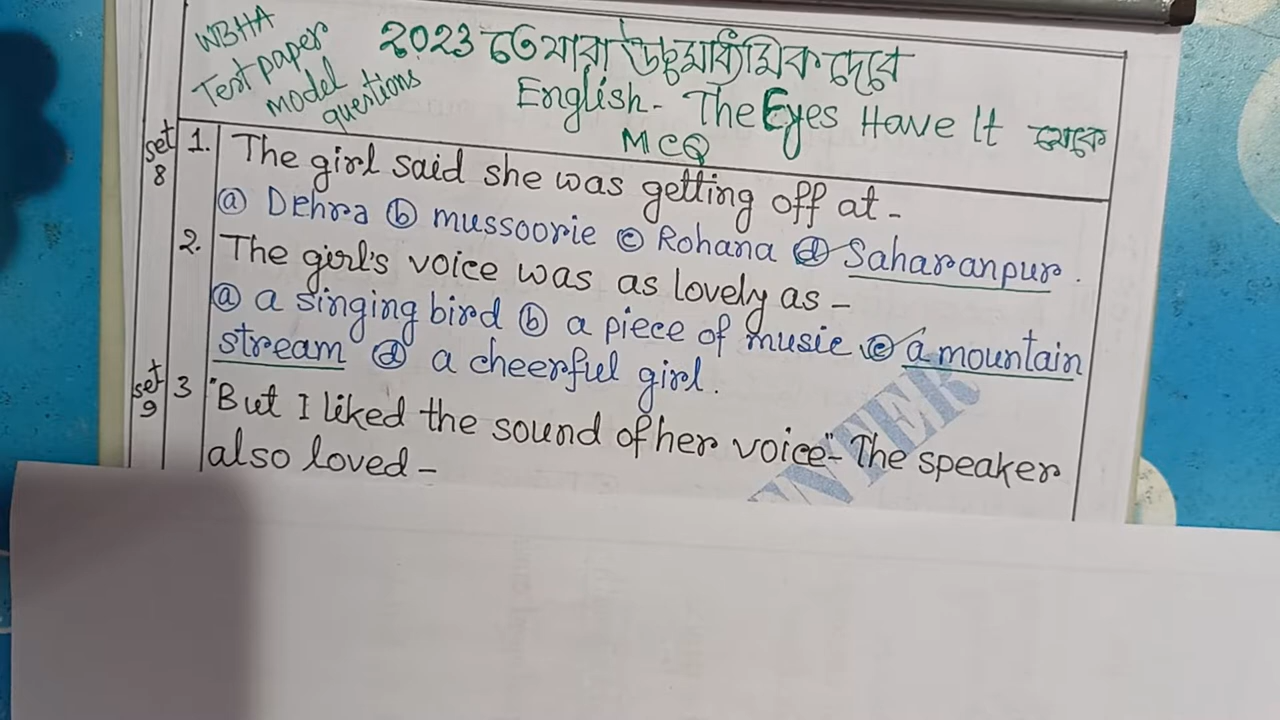 WBHA
Test paper
model
questions
2023 তে যারা উচ্চমাধ্যমিক দেবে
English - The Eyes Have It থেকে
MCQ
set 8
1. The girl said she was getting off at -
ⓐ Dehra ⓑ mussoorie ⓒ Rohana ⓓ Saharanpur.
2. The girl's voice was as lovely as -
ⓐ a singing bird ⓑ a piece of music ⓒ a mountain
stream ⓓ a cheerful girl.
set 9
3 "But I liked the sound of her voice" - The speaker
also loved -